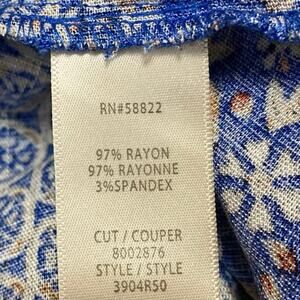 RN#58822
97% RAYON
97% RAYONNE
3%SPANDEX
CUT / COUPER
8002876
STYLE / STYLE
3904R50